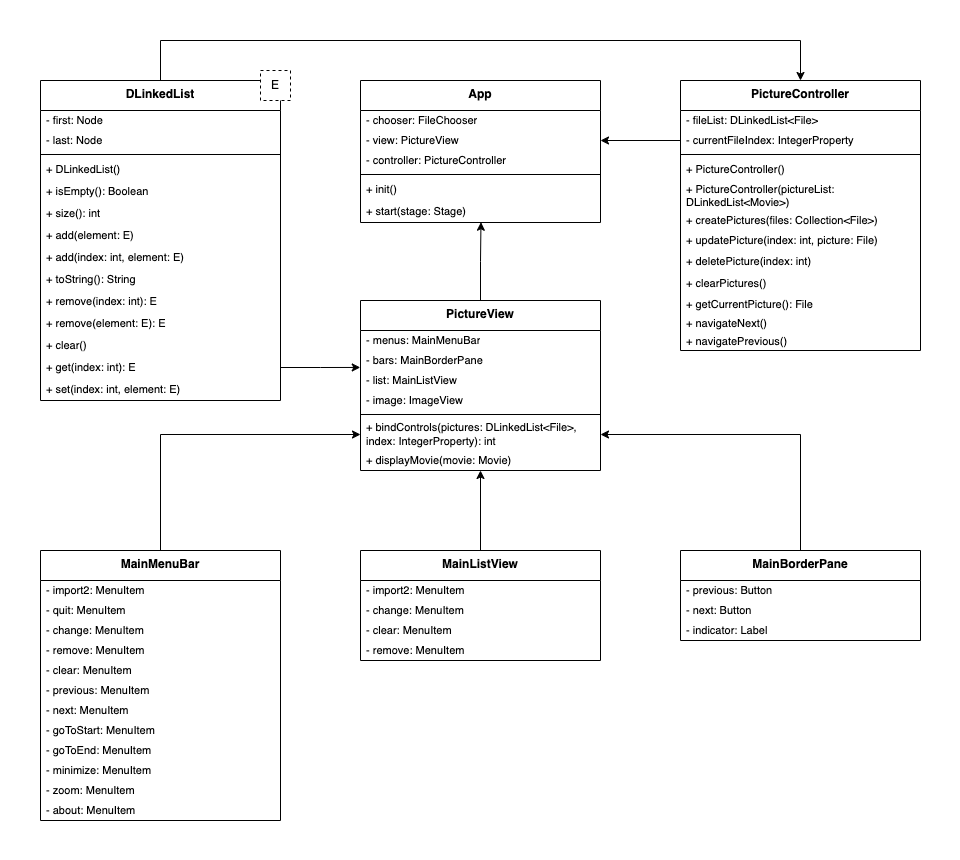 DLinkedList
E
- first: Node
- last: Node
+ DLinkedList()
+ isEmpty(): Boolean
+ size(): int
+ add(element: E)
+ add(index: int, element: E)
+ toString(): String
+ remove(index: int): E
+ remove(element: E): E
+ clear()
+ get(index: int): E
+ set(index: int, element: E)
App
- chooser: FileChooser
- view: PictureView
- controller: PictureController
+ init()
+ start(stage: Stage)
PictureController
- fileList: DLinkedList<File>
- currentFileIndex: IntegerProperty
+ PictureController()
+ PictureController(pictureList:
DLinkedList<Movie>)
+ createPictures(files: Collection<File>)
+ updatePicture(index: int, picture: File)
+ deletePicture(index: int)
+ clearPictures()
+ getCurrentPicture(): File
+ navigateNext()
+ navigatePrevious()
PictureView
- menus: MainMenuBar
- bars: MainBorderPane
- list: MainListView
- image: ImageView
+ bindControls(pictures: DLinkedList<File>,
index: IntegerProperty): int
+ displayMovie(movie: Movie)
MainMenuBar
- import2: MenuItem
- quit: MenuItem
- change: MenuItem
- remove: MenuItem
- clear: MenuItem
- previous: MenuItem
- next: MenuItem
- goToStart: MenuItem
- goToEnd: MenuItem
- minimize: MenuItem
- zoom: MenuItem
- about: MenuItem
MainListView
- import2: MenuItem
- change: MenuItem
- clear: MenuItem
- remove: MenuItem
MainBorderPane
- previous: Button
- next: Button
- indicator: Label